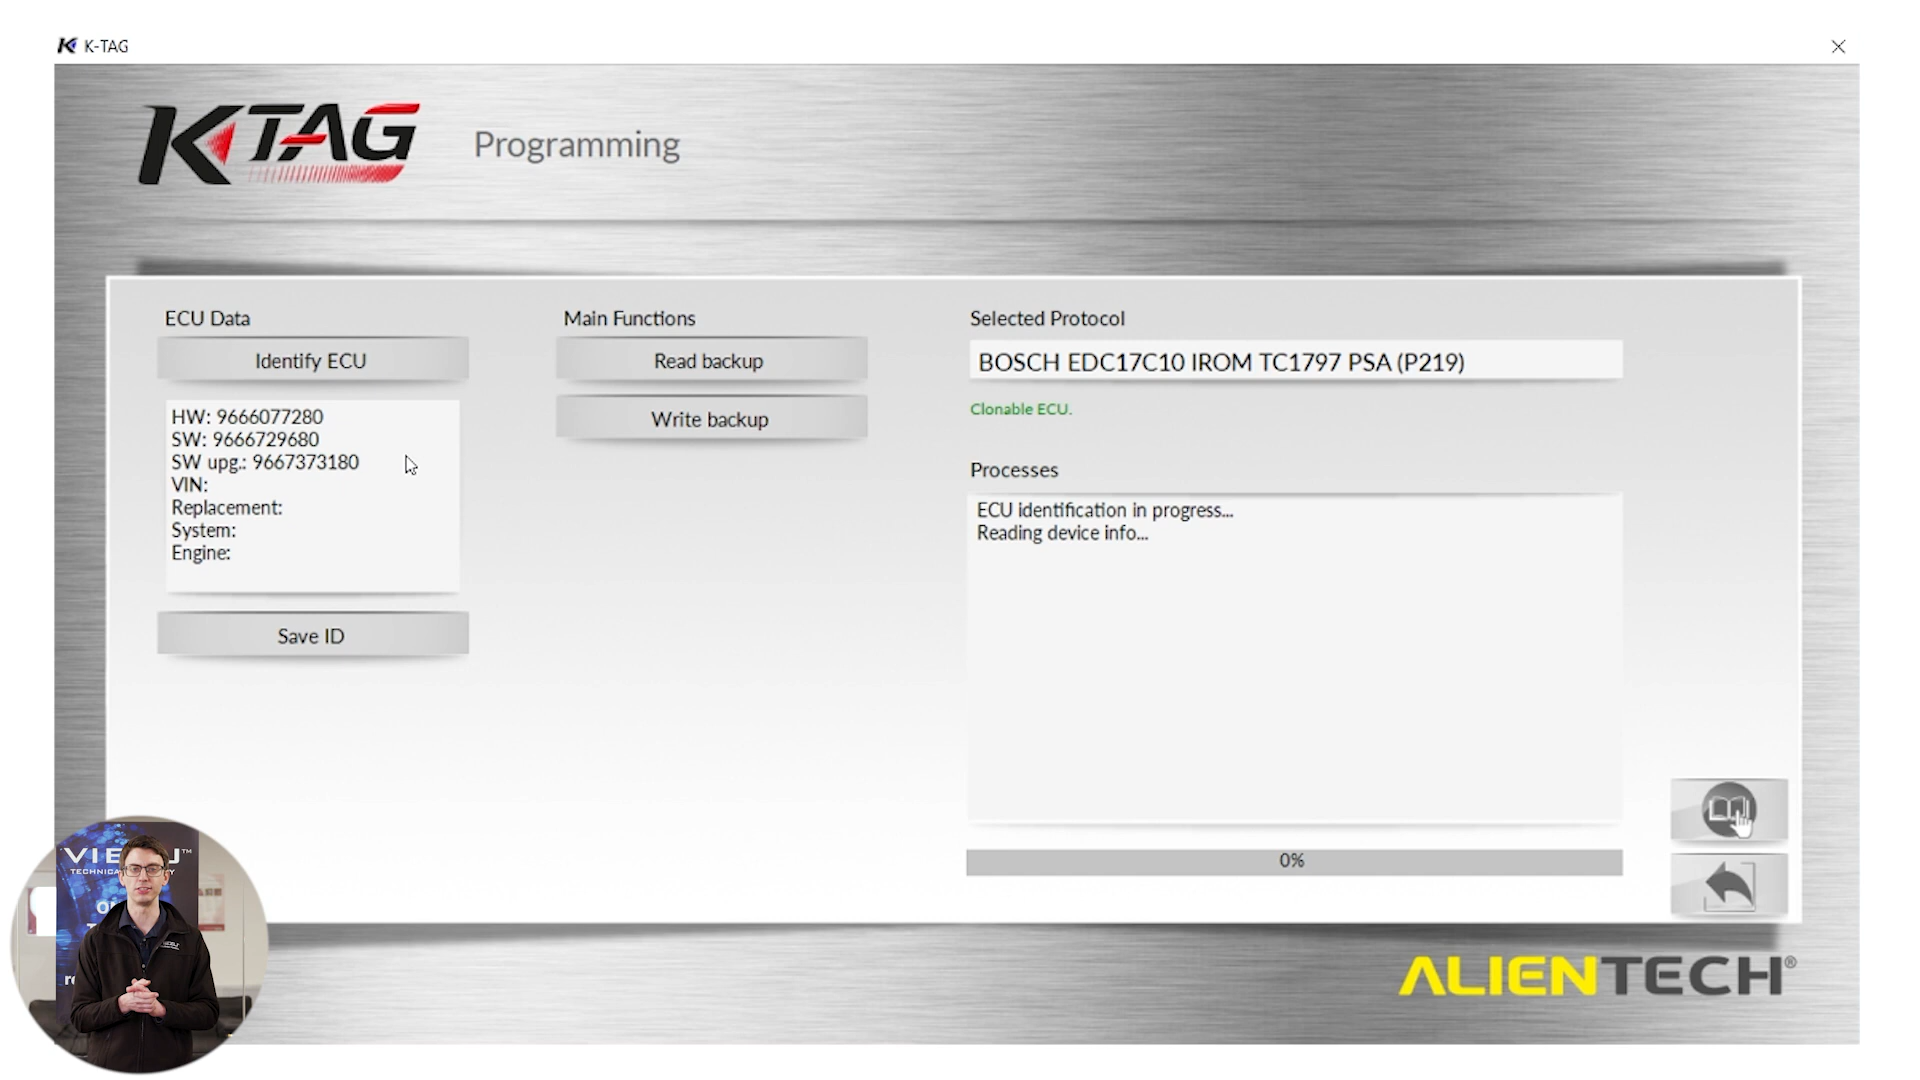 K-TAG
KTAG
Programming
ECU Data
Identify ECU
HW: 9666077280
SW: 9666729680
SW upg.: 9667373180
VIN:
Replacement:
System:
Engine:
Save ID
Main Functions
Read backup
Write backup
Selected Protocol
BOSCH EDC17C10 IROM TC1797 PSA (P219)
Clonable ECU.
Processes
ECU identification in progress...
Reading device info...
0%
ALIENTECH®